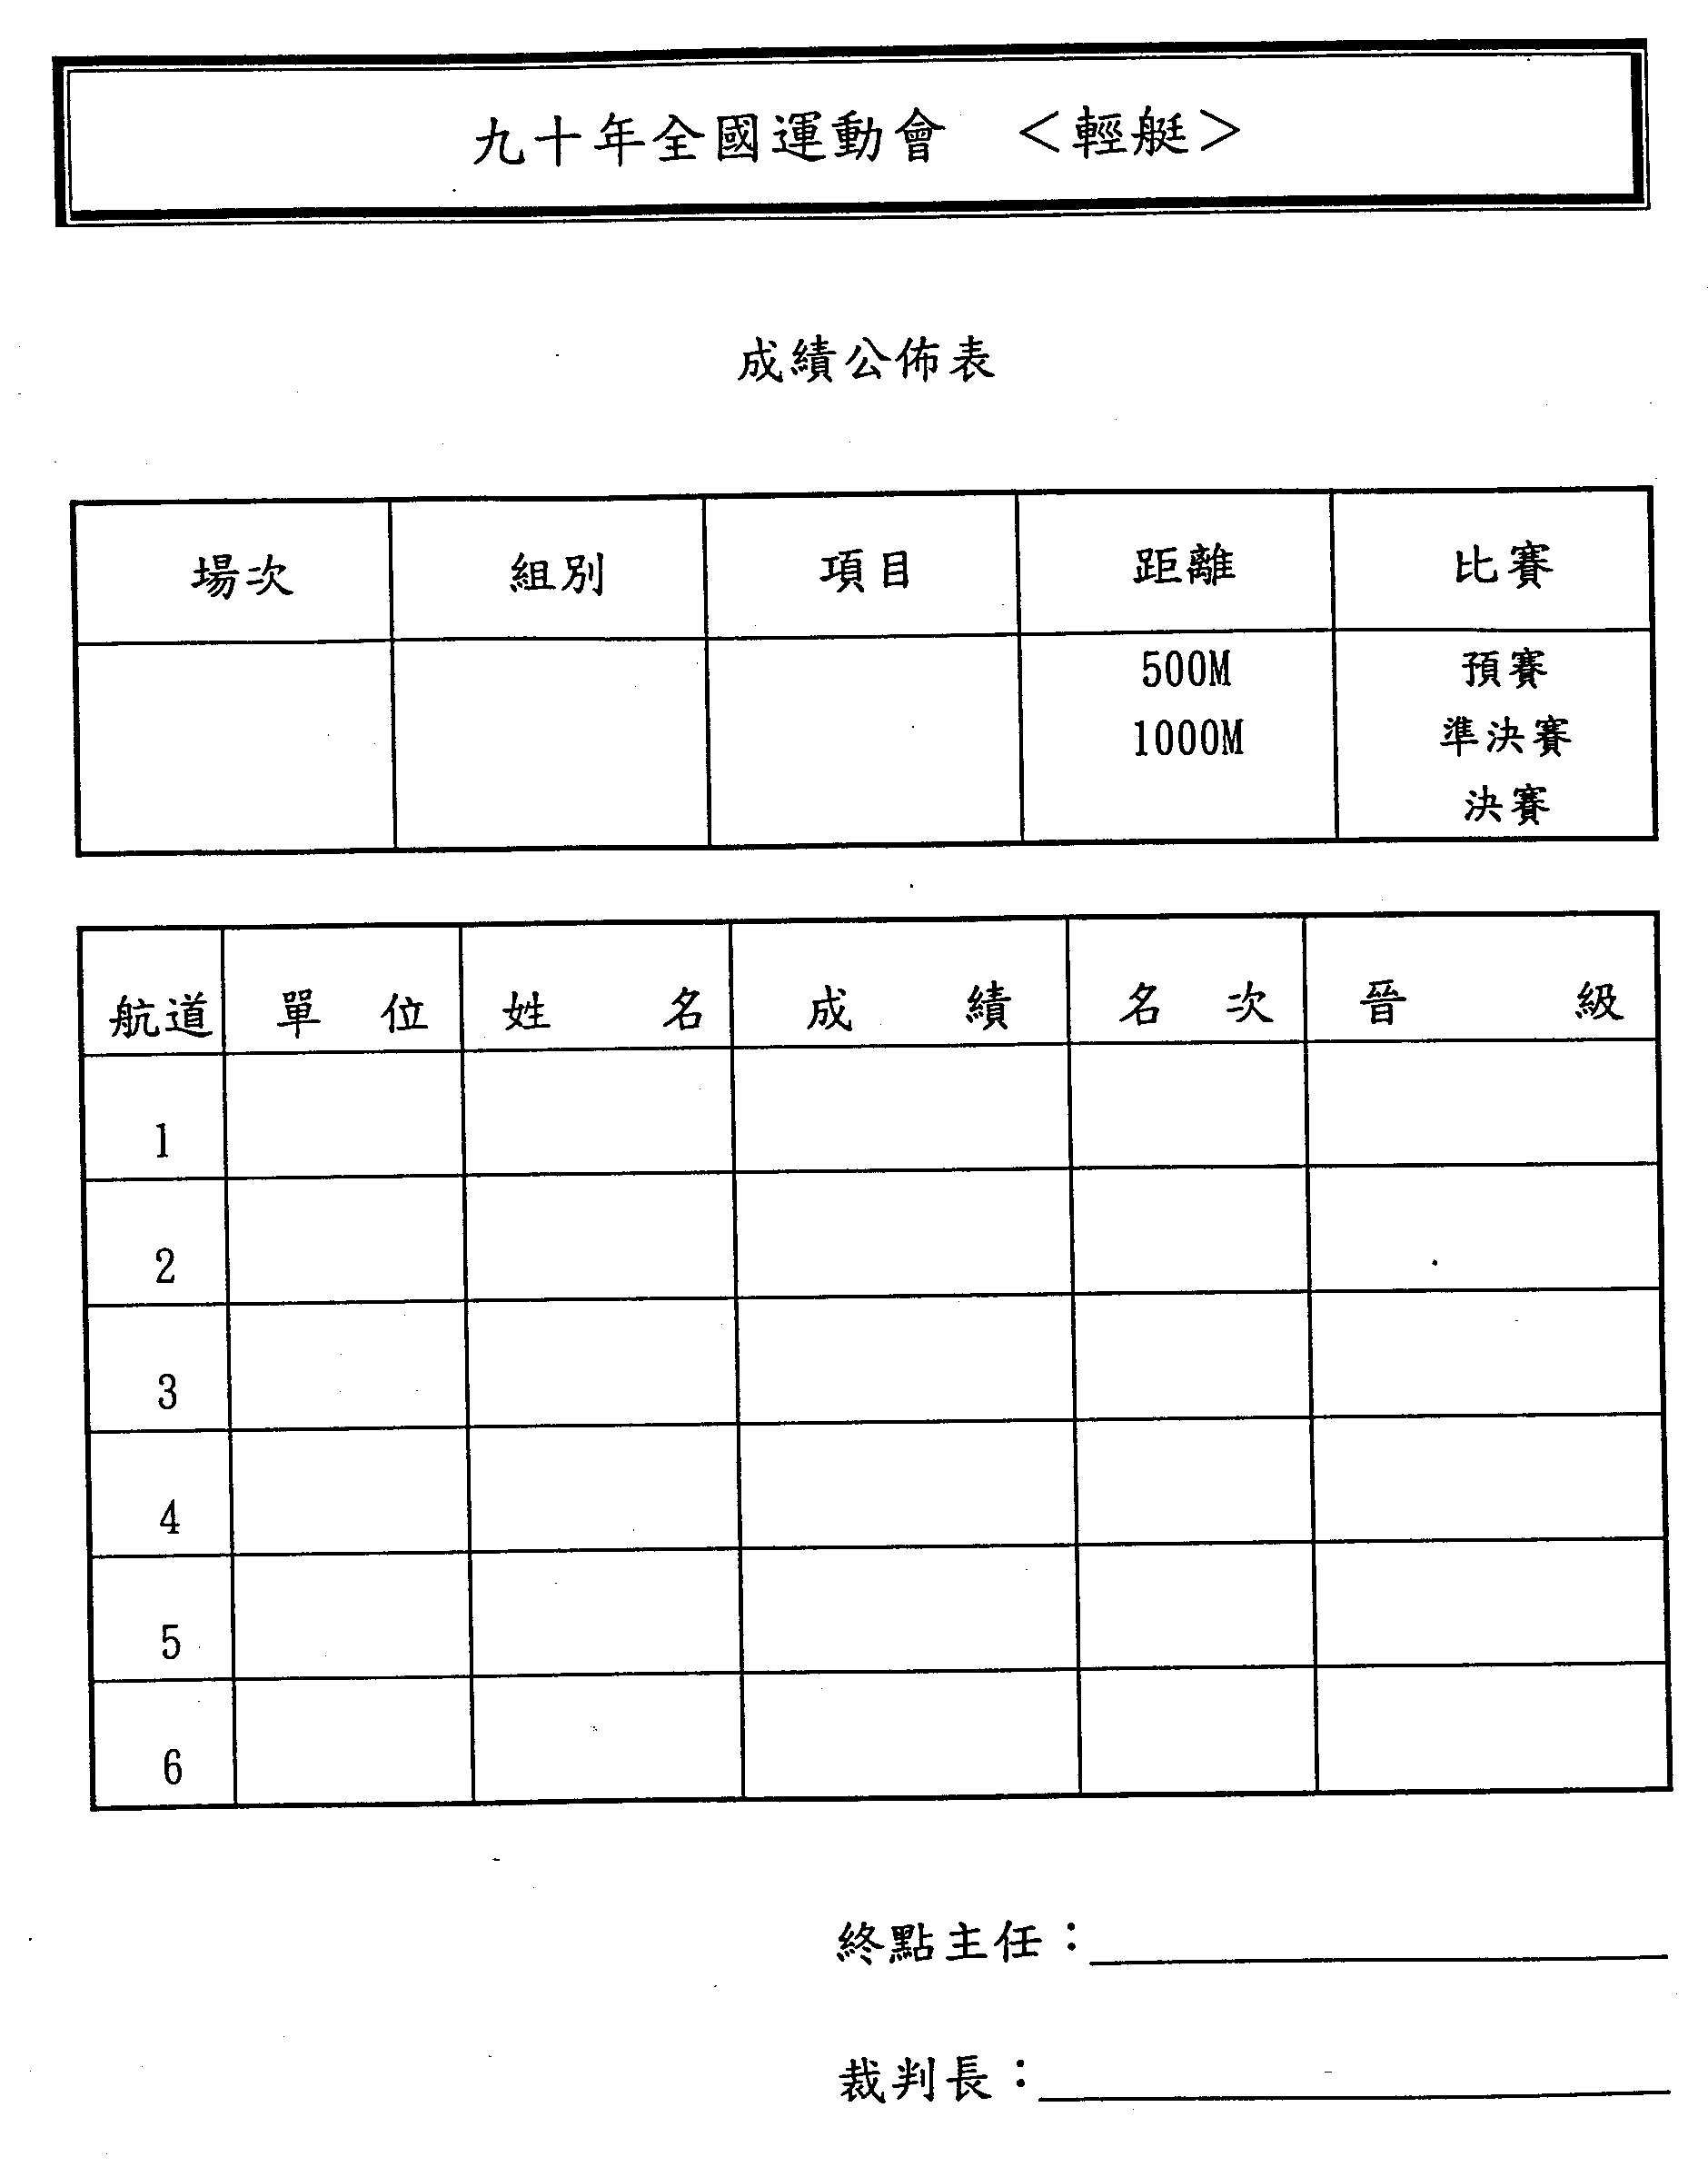 九十年全國運動會 ＜輕艇＞
成績公佈表
場次 組別 項目 距離 比賽
500M 預賽
1000M 準決賽
決賽
航道 單位 姓名 成績 名次 晉級
1
2
3
4
5
6
終點主任：
裁判長：